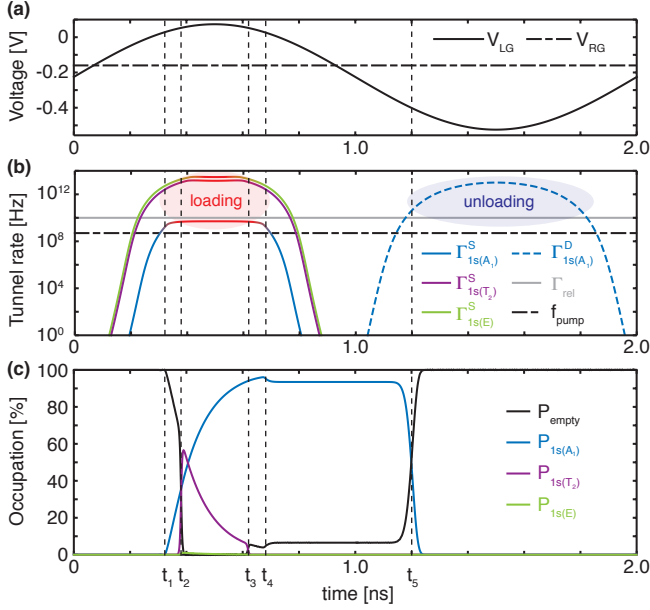 (a)
Voltage [V]
0
-0.2
-0.4
V_LG
V_RG
0
1.0
2.0
(b)
Tunnel rate [Hz]
10^12
10^8
10^4
10^0
loading
unloading
Γ^S_1s(A₁)
Γ^D_1s(A₁)
Γ^S_1s(T₂)
Γ_rel
Γ^S_1s(E)
f_pump
0
1.0
2.0
(c)
Occupation [%]
100
80
60
40
20
0
P_empty
P_1s(A₁)
P_1s(T₂)
P_1s(E)
0
t₁
t₂
t₃
t₄
1.0
t₅
2.0
time [ns]